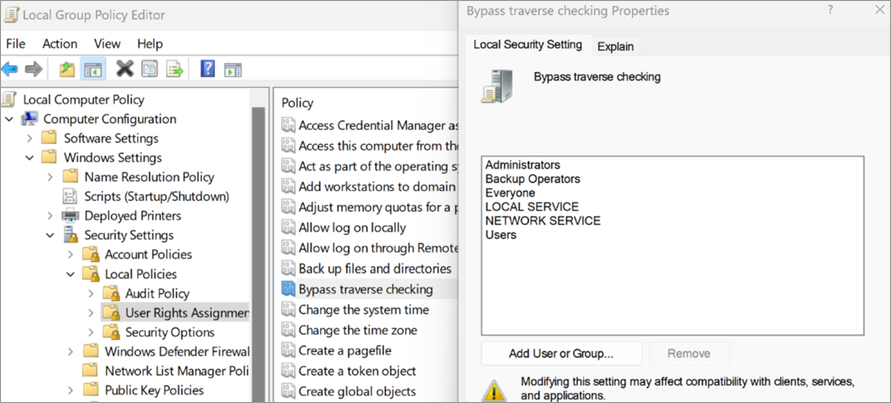 Local Group Policy Editor
File Action View Help
Local Computer Policy
Computer Configuration
Software Settings
Windows Settings
Name Resolution Policy
Scripts (Startup/Shutdown)
Deployed Printers
Security Settings
Account Policies
Local Policies
Audit Policy
User Rights Assignmen
Security Options
Windows Defender Firewal
Network List Manager Poli
Public Key Policies
Policy
Access Credential Manager as
Access this computer from the
Act as part of the operating sy
Add workstations to domain
Adjust memory quotas for a p
Allow log on locally
Allow log on through Remote
Back up files and directories
Bypass traverse checking
Change the system time
Change the time zone
Create a pagefile
Create a token object
Create global objects
Bypass traverse checking Properties
Local Security Setting Explain
Bypass traverse checking
Administrators
Backup Operators
Everyone
LOCAL SERVICE
NETWORK SERVICE
Users
Add User or Group... Remove
Modifying this setting may affect compatibility with clients, services,
and applications.